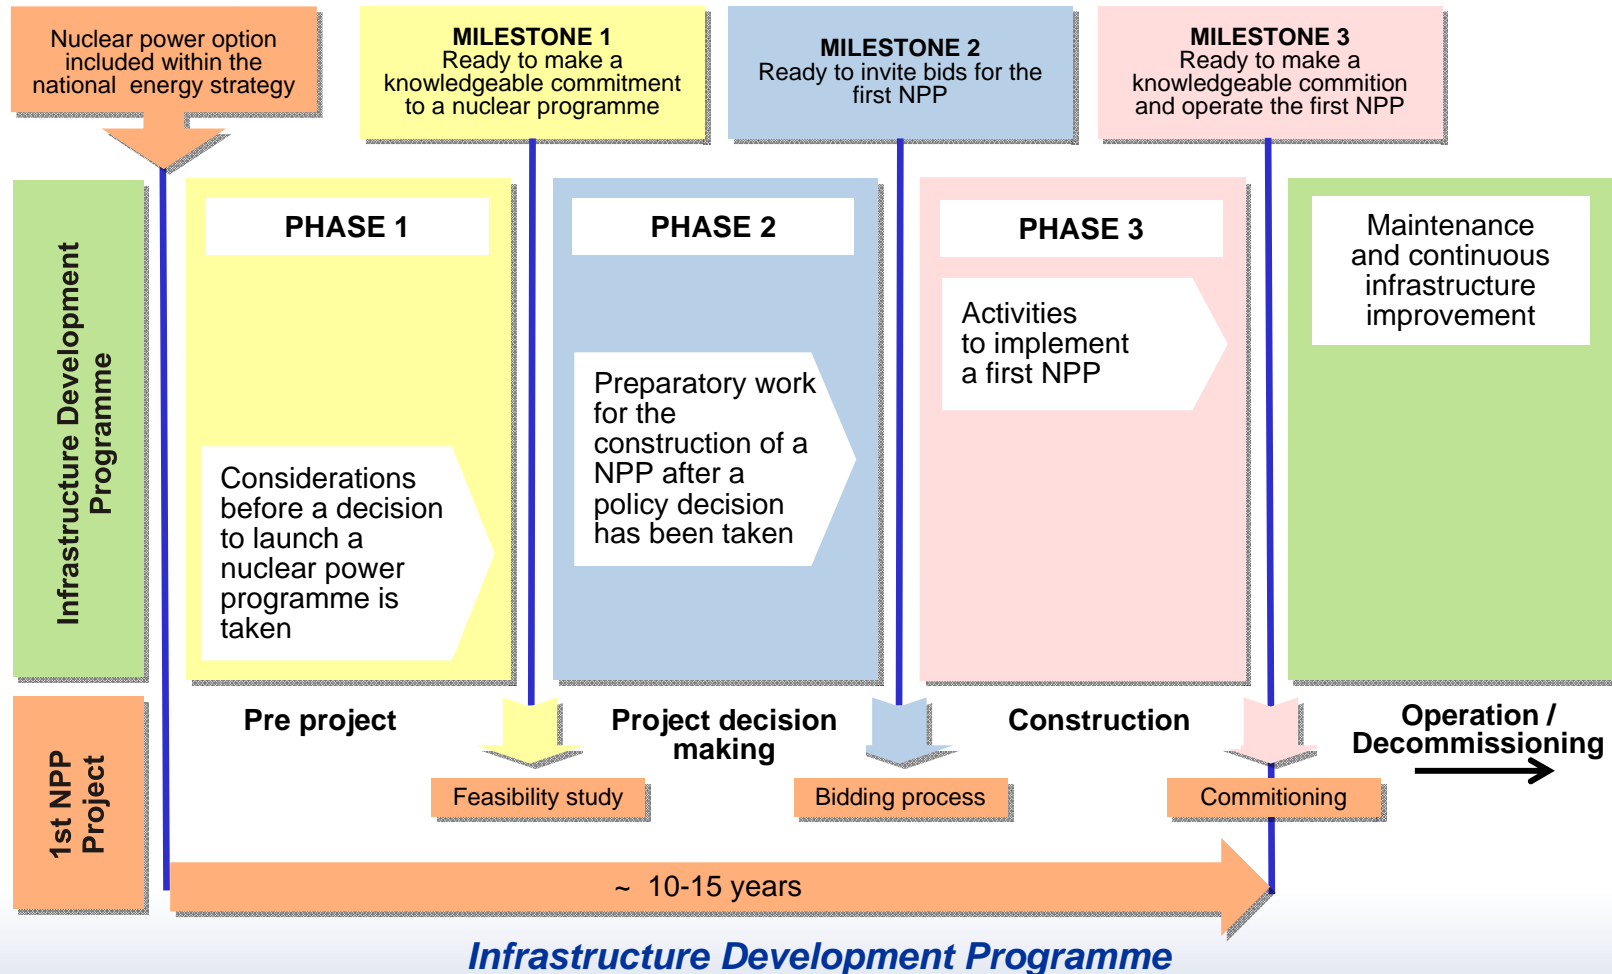 Nuclear power option
included within the
national energy strategy
MILESTONE 1
Ready to make a
knowledgeable commitment
to a nuclear programme
MILESTONE 2
Ready to invite bids for the
first NPP
MILESTONE 3
Ready to make a
knowledgeable commition
and operate the first NPP
Infrastructure Development
Programme
PHASE 1
Considerations
before a decision
to launch a
nuclear power
programme is
taken
PHASE 2
Preparatory work
for the
construction of a
NPP after a
policy decision
has been taken
PHASE 3
Activities
to implement
a first NPP
Maintenance
and continuous
infrastructure
improvement
1st NPP
Project
Pre project
Project decision
making
Construction
Operation /
Decommissioning
Feasibility study
Bidding process
Commitioning
~ 10-15 years
Infrastructure Development Programme